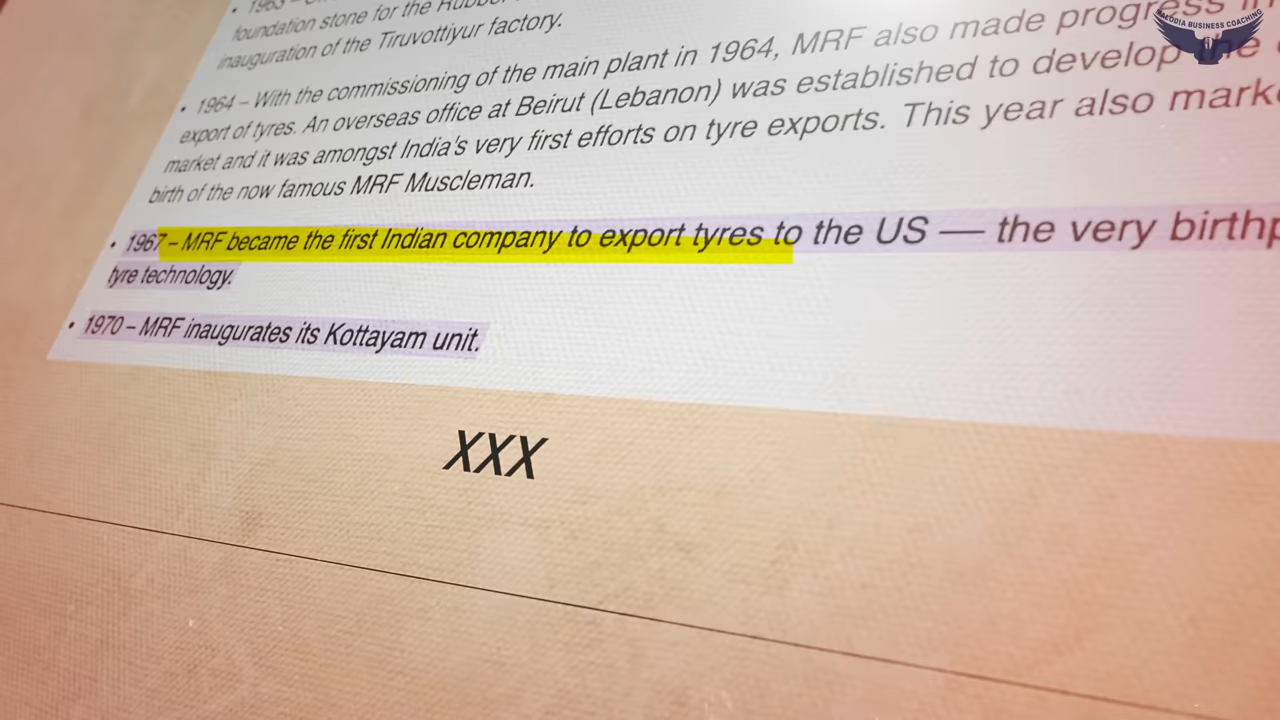 foundation stone for the
inauguration of the Tiruvottiyur factory.
• 1964 – With the commissioning of the main plant in 1964, MRF also made progress in
export of tyres. An overseas office at Beirut (Lebanon) was established to develop the
market and it was amongst India's very first efforts on tyre exports. This year also
birth of the now famous MRF Muscleman.
• 1967 – MRF became the first Indian company to export tyres to the US — the very
tyre technology.
• 1970 – MRF inaugurates its Kottayam unit.
XXX
BUSINESS COACHING